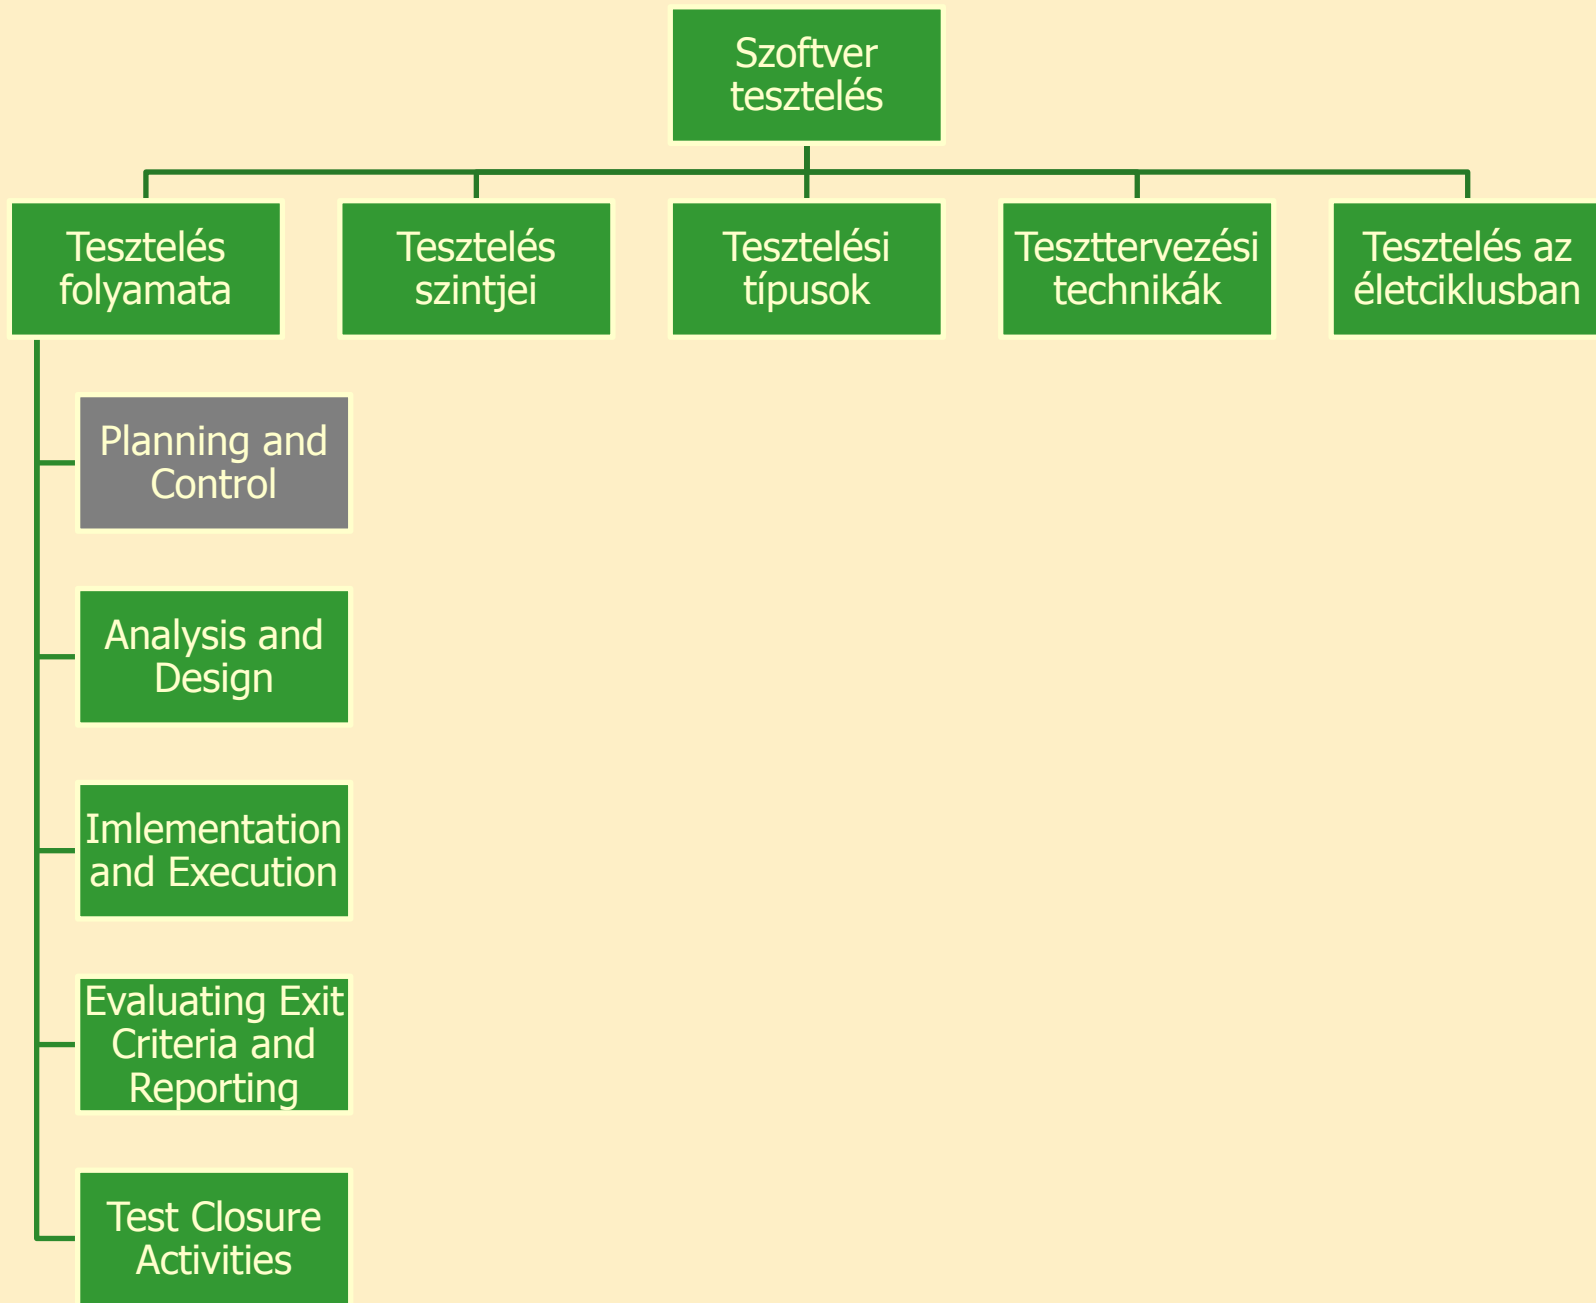 Szoftver
tesztelés
Tesztelés
folyamata
Tesztelés
szintjei
Tesztelési
típusok
Teszttervezési
technikák
Tesztelés az
életciklusban
Planning and
Control
Analysis and
Design
Imlementation
and Execution
Evaluating Exit
Criteria and
Reporting
Test Closure
Activities